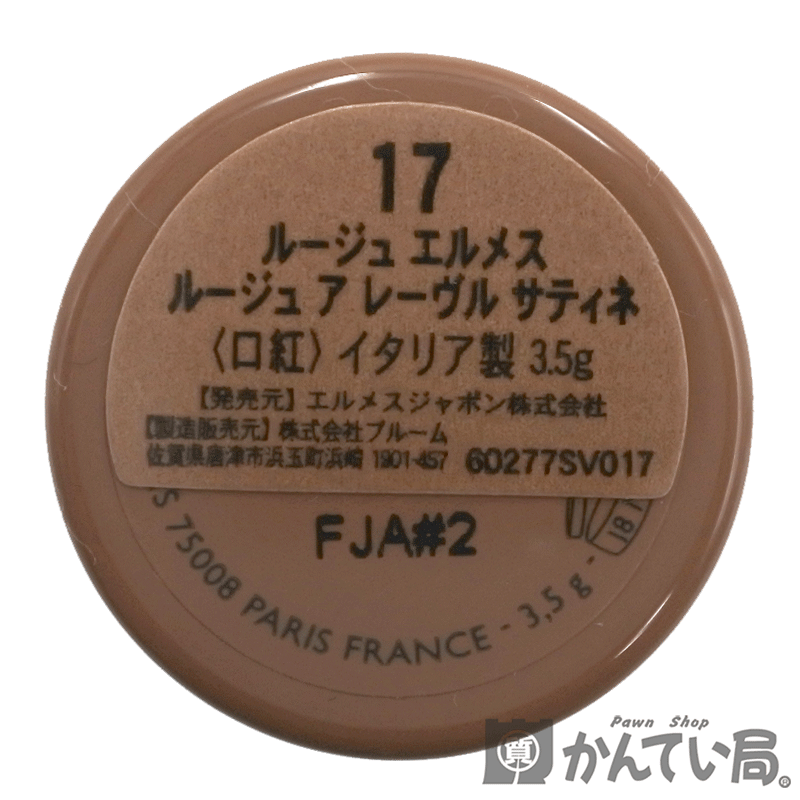 17
ルージュ エルメス
ルージュ ア レーヴル サティネ
〈口紅〉イタリア製 3.5g
【発売元】エルメスジャポン株式会社
【製造販売元】株式会社ブルーム
佐賀県唐津市浜玉町浜崎 1901-457 60277SV017
FJA#2
75008 PARIS FRANCE - 3,5 g -
Pawn Shop
質 かんてい局®